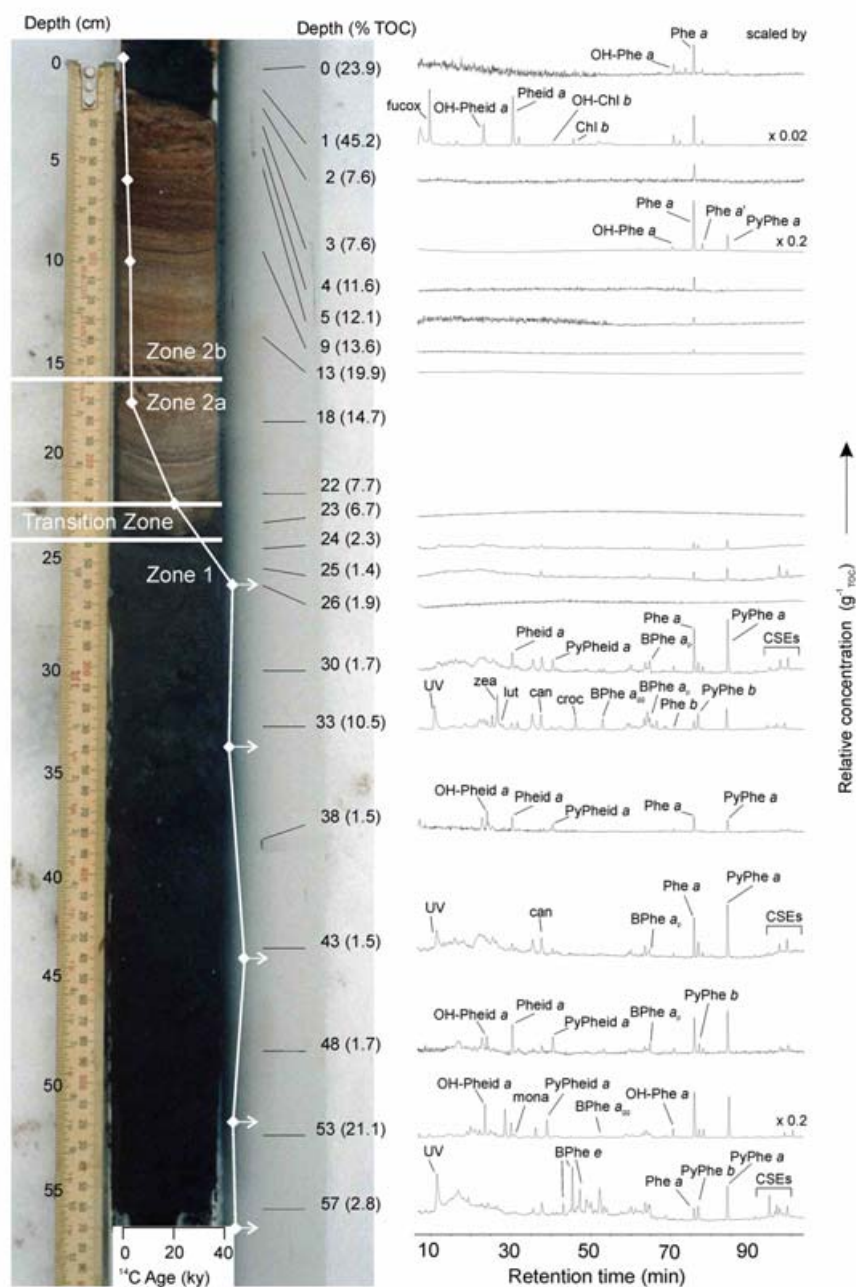 Depth (cm)
Depth (% TOC)
0
5
10
15
20
25
30
35
40
45
50
55
Zone 2b
Zone 2a
Transition Zone
Zone 1
0 20 40
¹⁴C Age (ky)
0 (23.9)
1 (45.2)
2 (7.6)
3 (7.6)
4 (11.6)
5 (12.1)
9 (13.6)
13 (19.9)
18 (14.7)
22 (7.7)
23 (6.7)
24 (2.3)
25 (1.4)
26 (1.9)
30 (1.7)
33 (10.5)
38 (1.5)
43 (1.5)
48 (1.7)
53 (21.1)
57 (2.8)
OH-Phe a Phe a scaled by
fucox OH-Pheid a Pheid a OH-Chl b Chl b x 0.02
OH-Phe a Phe a Phe a' PyPhe a x 0.2
Pheid a PyPheid a BPhe aₚ Phe a PyPhe a CSEs
UV zea lut can croc BPhe a₉₉ BPhe aₚ Phe b PyPhe b
OH-Pheid a Pheid a PyPheid a Phe a PyPhe a
UV can BPhe aₚ Phe a PyPhe a CSEs
OH-Pheid a Pheid a PyPheid a BPhe aₚ PyPhe b
OH-Pheid a mona PyPheid a BPhe a₉₉ OH-Phe a x 0.2
UV BPhe e Phe a PyPhe b PyPhe a CSEs
10 30 50 70 90
Retention time (min)
Relative concentration (g⁻¹ TOC)